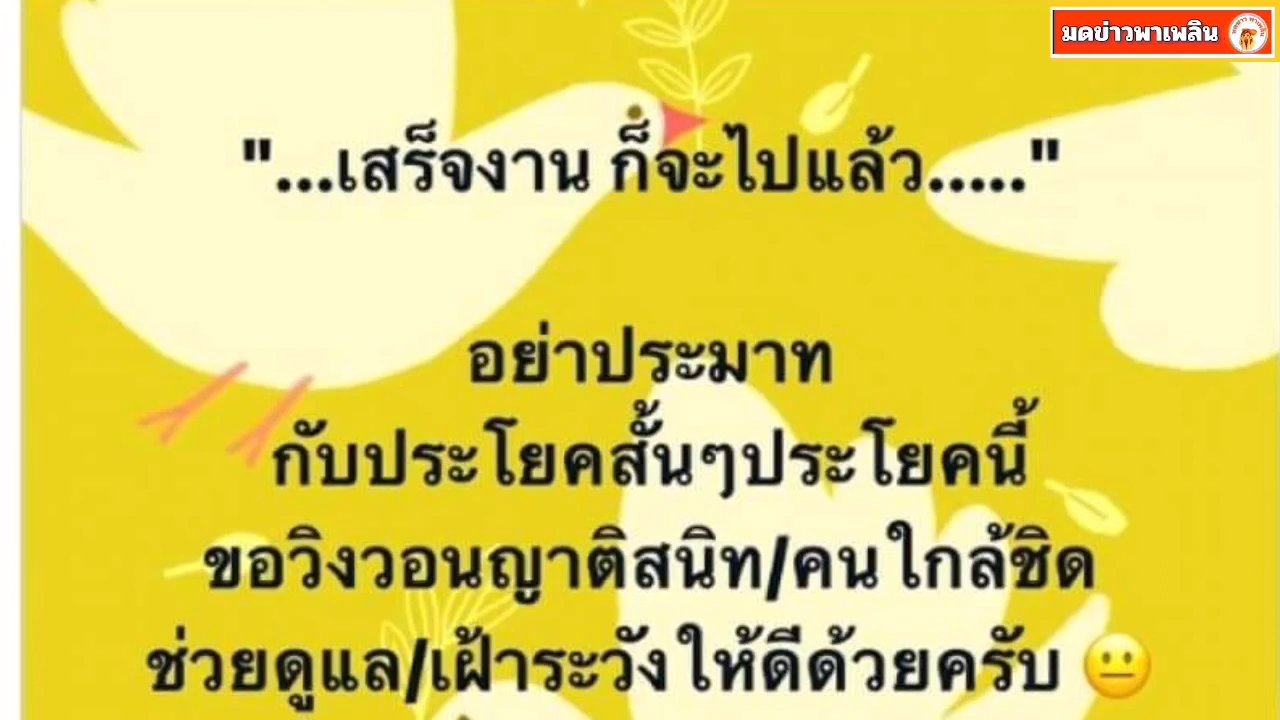 มดข่าวพาเพลิน
"...เสร็จงาน ก็จะไปแล้ว....."
อย่าประมาท
กับประโยคสั้นๆประโยคนี้
ขอวิงวอนญาติสนิท/คนใกล้ชิด
ช่วยดูแล/เฝ้าระวังให้ดีด้วยครับ 😐